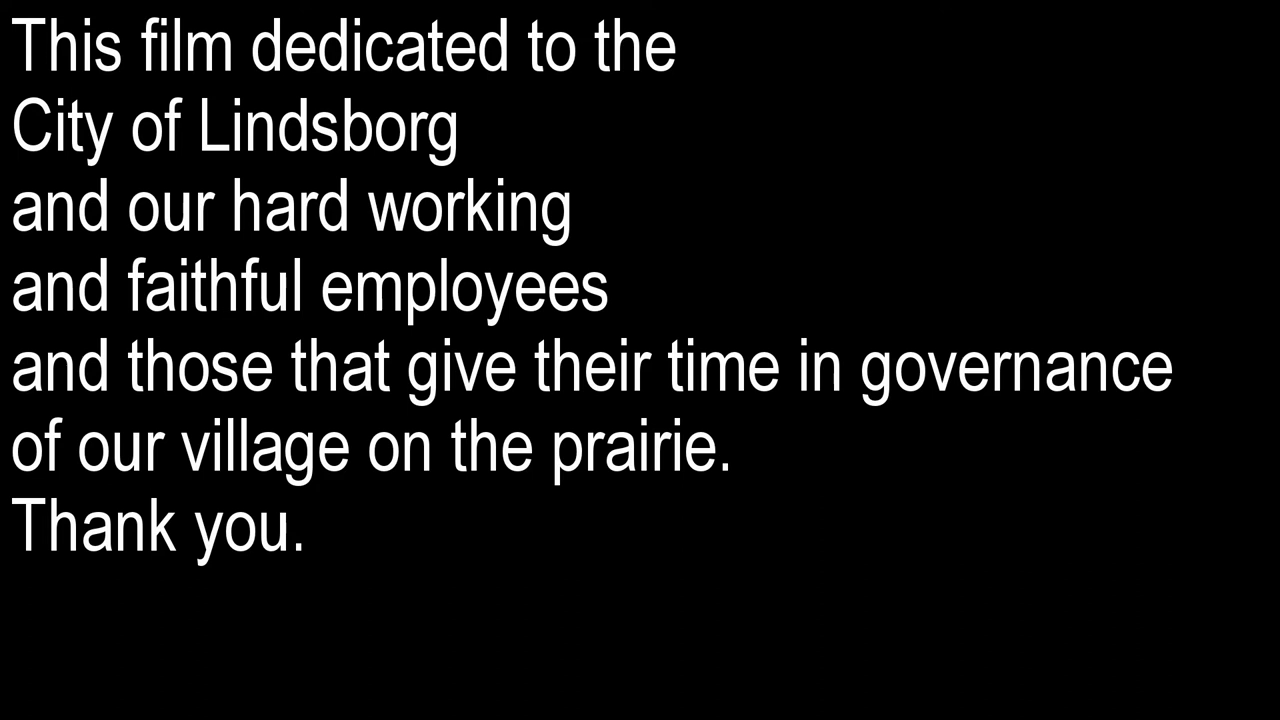 This film dedicated to the
City of Lindsborg
and our hard working
and faithful employees
and those that give their time in governance
of our village on the prairie.
Thank you.